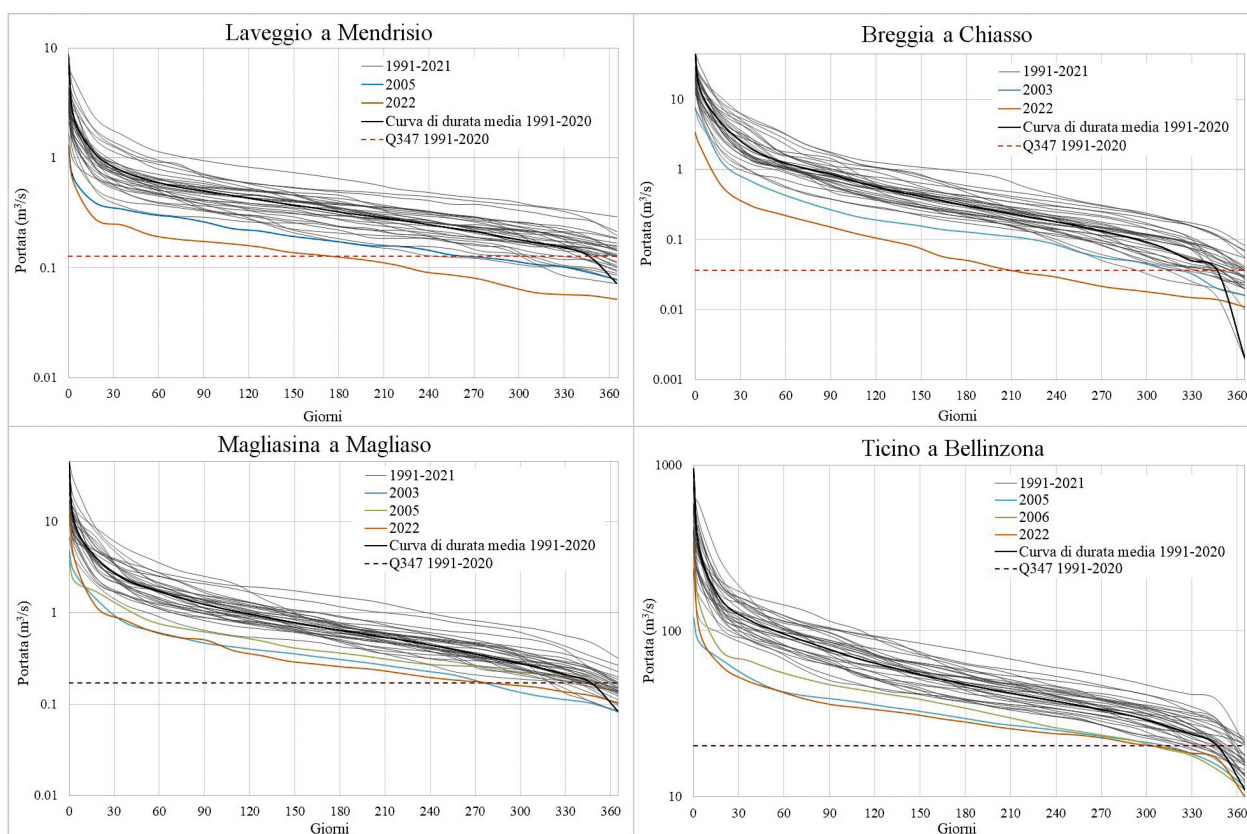 Laveggio a Mendrisio
10
1
0.1
0.01
Portata (m³/s)
1991-2021
2005
2022
Curva di durata media 1991-2020
Q347 1991-2020
0 30 60 90 120 150 180 210 240 270 300 330 360
Giorni
Breggia a Chiasso
10
1
0.1
0.01
0.001
Portata (m³/s)
1991-2021
2003
2022
Curva di durata media 1991-2020
Q347 1991-2020
0 30 60 90 120 150 180 210 240 270 300 330 360
Giorni
Magliasina a Magliaso
10
1
0.1
0.01
Portata (m³/s)
1991-2021
2003
2005
2022
Curva di durata media 1991-2020
Q347 1991-2020
0 30 60 90 120 150 180 210 240 270 300 330 360
Giorni
Ticino a Bellinzona
1000
100
10
Portata (m³/s)
1991-2021
2005
2006
2022
Curva di durata media 1991-2020
Q347 1991-2020
0 30 60 90 120 150 180 210 240 270 300 330 360
Giorni